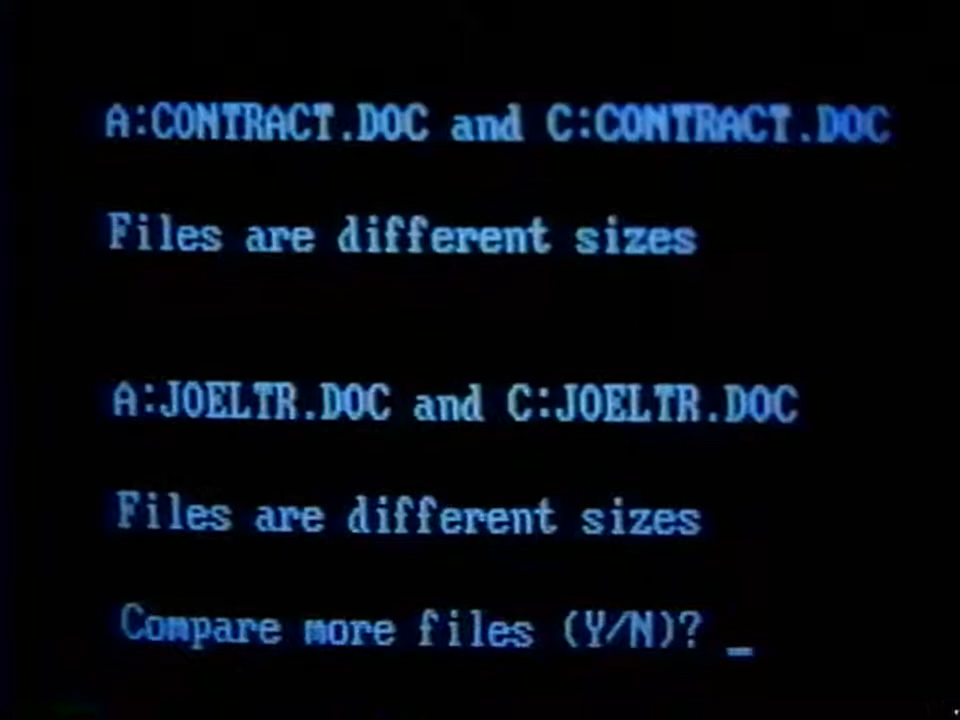 A:CONTRACT.DOC and C:CONTRACT.DOC
Files are different sizes
A:JOELTR.DOC and C:JOELTR.DOC
Files are different sizes
Compare more files (Y/N)? _